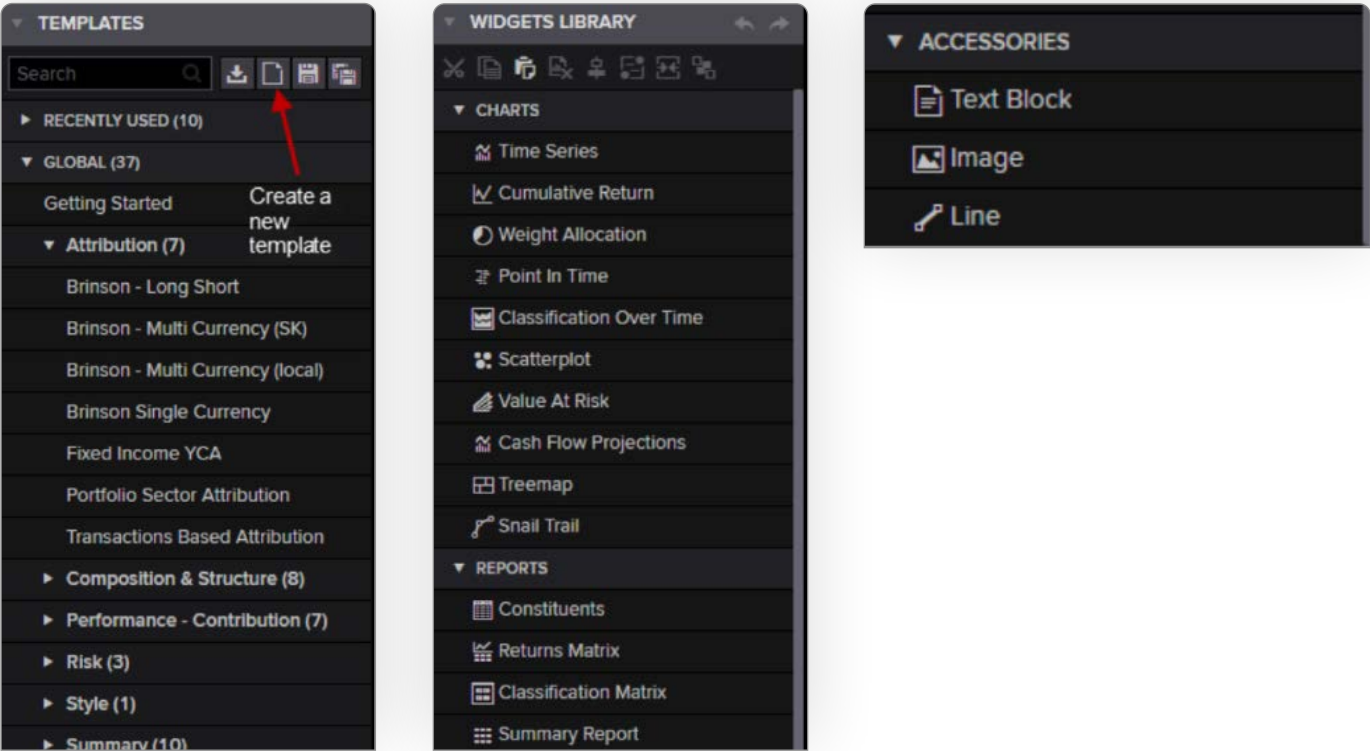 TEMPLATES
Search
RECENTLY USED (10)
GLOBAL (37)
Getting Started
Create a
new
template
Attribution (7)
Brinson - Long Short
Brinson - Multi Currency (SK)
Brinson - Multi Currency (local)
Brinson Single Currency
Fixed Income YCA
Portfolio Sector Attribution
Transactions Based Attribution
Composition & Structure (8)
Performance - Contribution (7)
Risk (3)
Style (1)
Summary (10)
WIDGETS LIBRARY
CHARTS
Time Series
Cumulative Return
Weight Allocation
Point In Time
Classification Over Time
Scatterplot
Value At Risk
Cash Flow Projections
Treemap
Snail Trail
REPORTS
Constituents
Returns Matrix
Classification Matrix
Summary Report
ACCESSORIES
Text Block
Image
Line